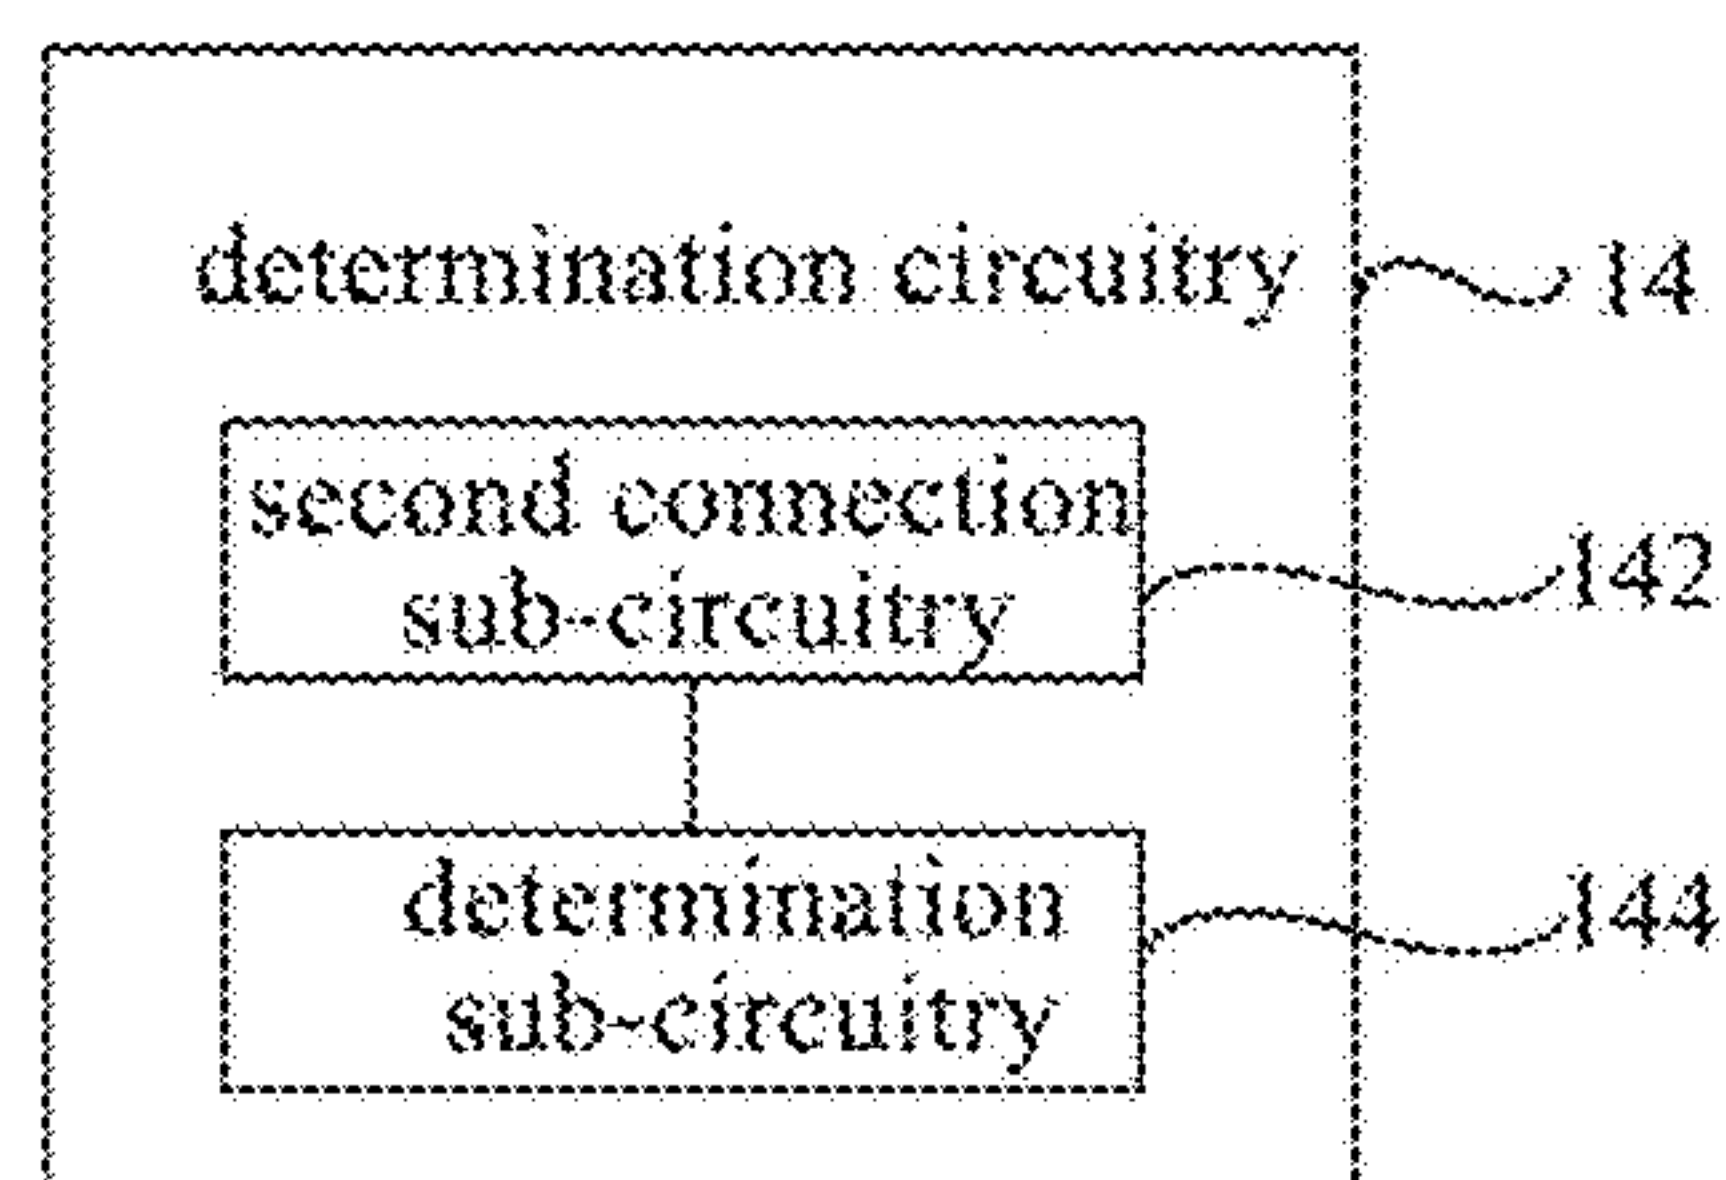 determination circuitry
14
second connection
sub-circuitry
142
determination
sub-circuitry
144